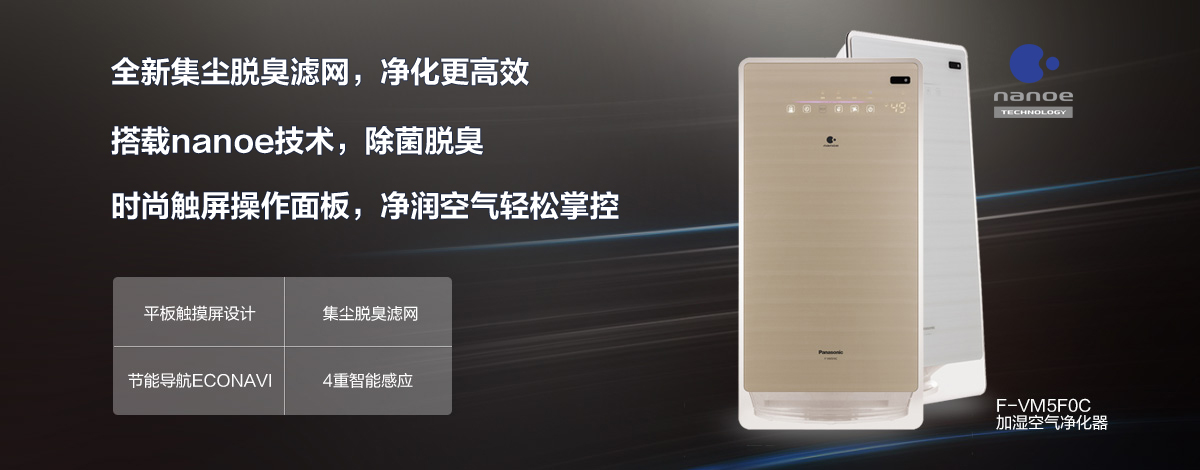 全新集尘脱臭滤网，净化更高效
搭载nanoe技术，除菌脱臭
时尚触屏操作面板，净润空气轻松掌控
平板触摸屏设计
集尘脱臭滤网
节能导航ECONAVI
4重智能感应
49
Panasonic
nanoe
TECHNOLOGY
F-VM5F0C
加湿空气净化器